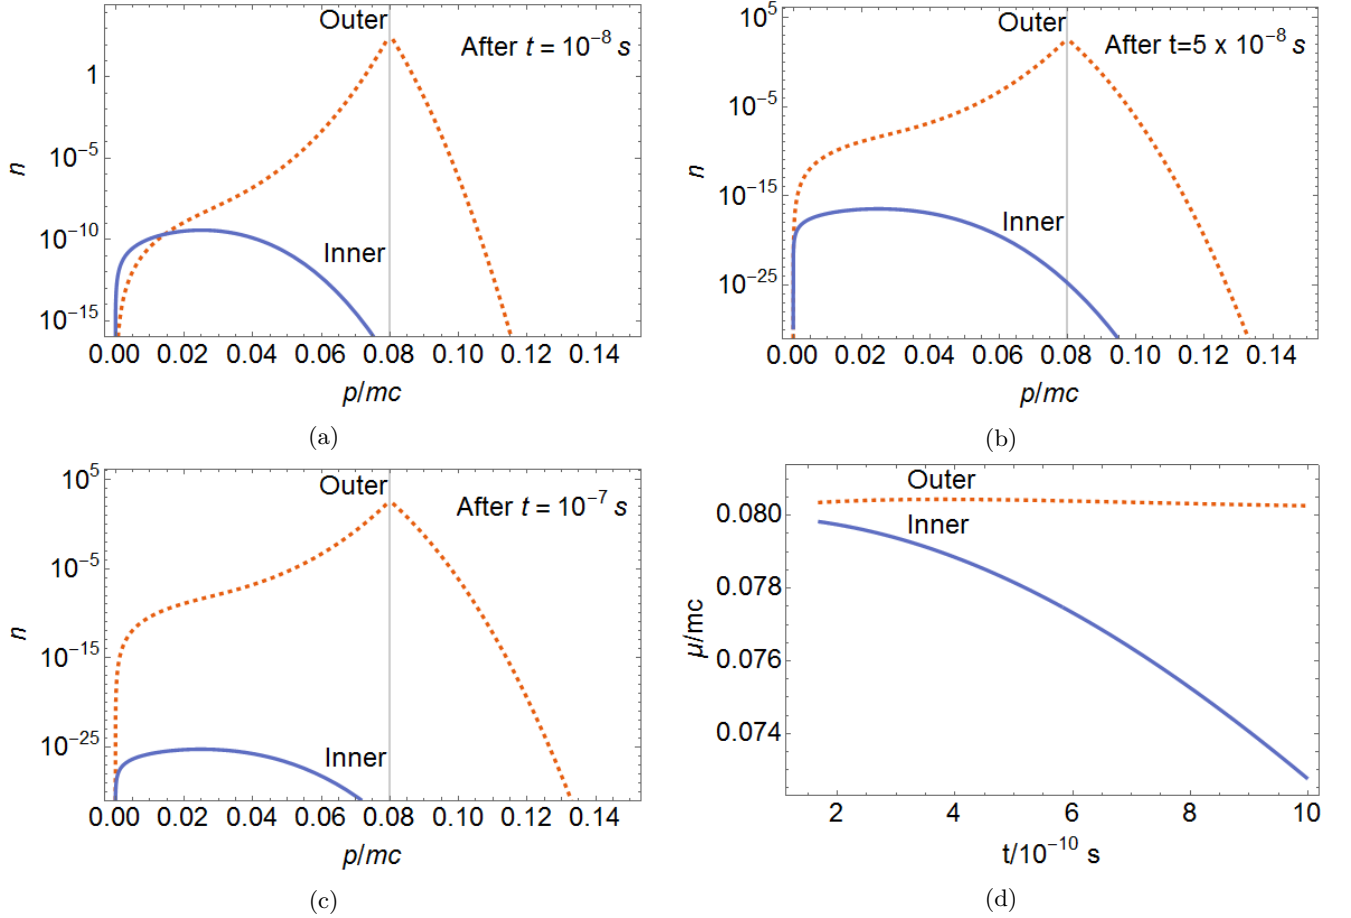 Outer
After t = 10⁻⁸ s
1
10⁻⁵
10⁻¹⁰
10⁻¹⁵
n
Inner
0.00 0.02 0.04 0.06 0.08 0.10 0.12 0.14
p/mc
(a)
10⁵
10⁻⁵
10⁻¹⁵
10⁻²⁵
n
Outer
After t=5 x 10⁻⁸ s
Inner
0.00 0.02 0.04 0.06 0.08 0.10 0.12 0.14
p/mc
(b)
10⁵
10⁻⁵
10⁻¹⁵
10⁻²⁵
n
Outer
After t = 10⁻⁷ s
Inner
0.00 0.02 0.04 0.06 0.08 0.10 0.12 0.14
p/mc
(c)
Outer
Inner
0.080
0.078
0.076
0.074
μ/mc
2 4 6 8 10
t/10⁻¹⁰ s
(d)